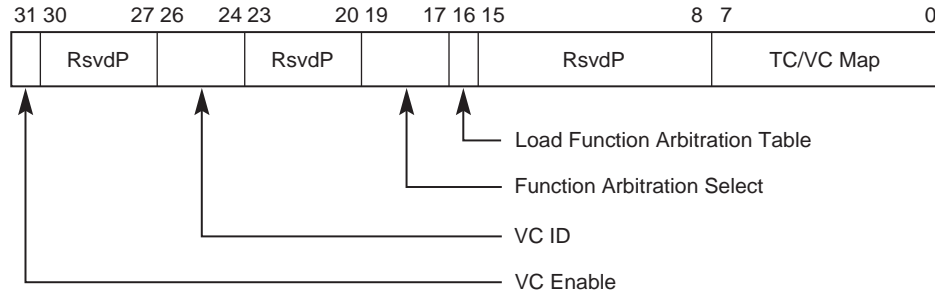 31 30 27 26 24 23 20 19 17 16 15 8 7 0
RsvdP RsvdP RsvdP TC/VC Map
Load Function Arbitration Table
Function Arbitration Select
VC ID
VC Enable